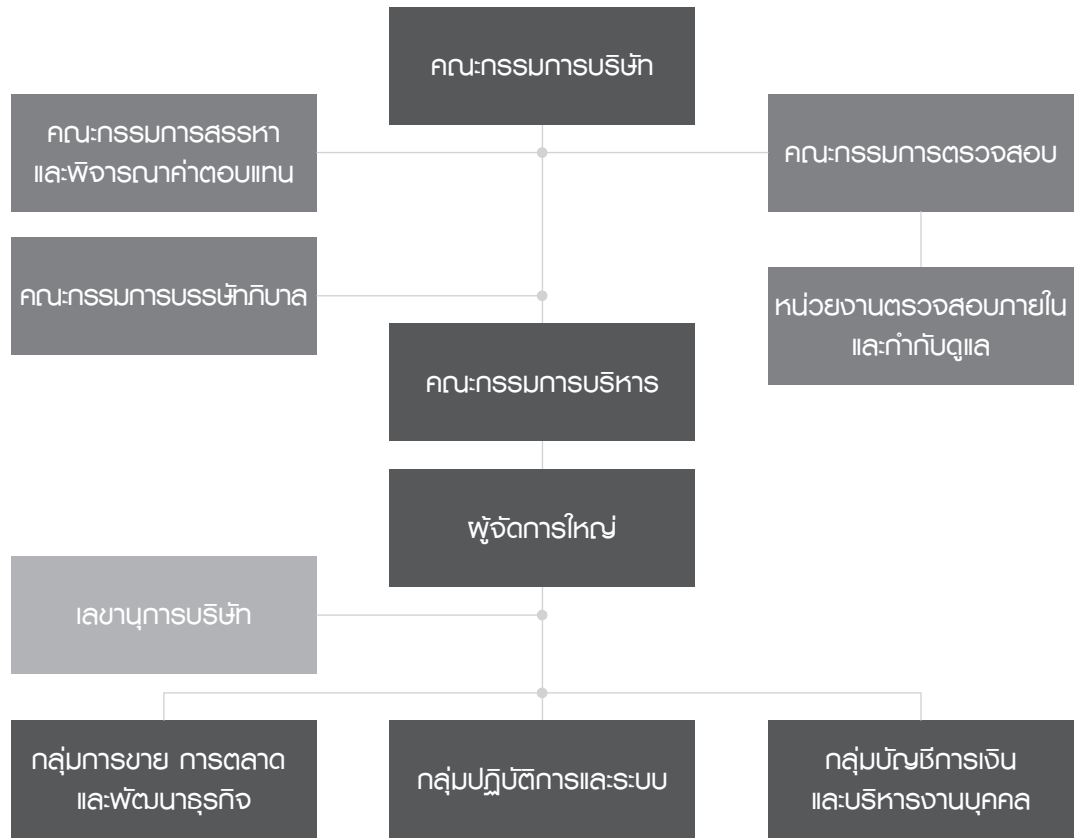 คณะกรรมการบริษัท
คณะกรรมการสรรหา
และพิจารณาค่าตอบแทน
คณะกรรมการตรวจสอบ
คณะกรรมการบรรษัทภิบาล
หน่วยงานตรวจสอบภายใน
และกำกับดูแล
คณะกรรมการบริหาร
ผู้จัดการใหญ่
เลขานุการบริษัท
กลุ่มการขาย การตลาด
และพัฒนาธุรกิจ
กลุ่มปฏิบัติการและระบบ
กลุ่มบัญชีการเงิน
และบริหารงานบุคคล